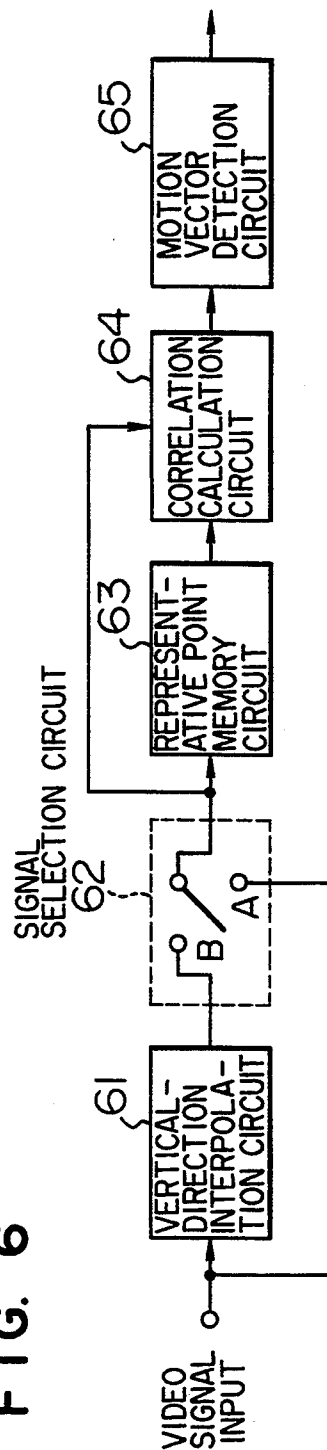 FIG. 6
VIDEO
SIGNAL
INPUT
61
VERTICAL-
DIRECTION
INTERPOLA-
TION CIRCUIT
SIGNAL
SELECTION CIRCUIT
62
B
A
63
REPRESENT-
ATIVE POINT
MEMORY
CIRCUIT
64
CORRELATION
CALCULATION
CIRCUIT
65
MOTION
VECTOR
DETECTION
CIRCUIT